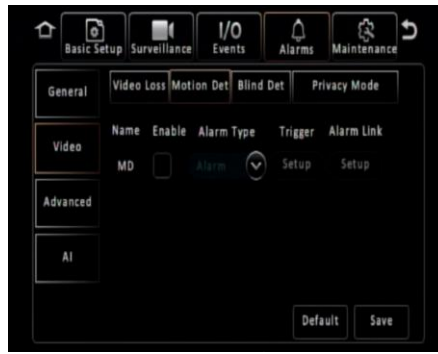 Basic Setup Surveillance I/O Events Alarms Maintenance
General Video Loss Motion Det Blind Det Privacy Mode
Name Enable Alarm Type Trigger Alarm Link
Video
MD Alarm Setup Setup
Advanced
AI
Default Save